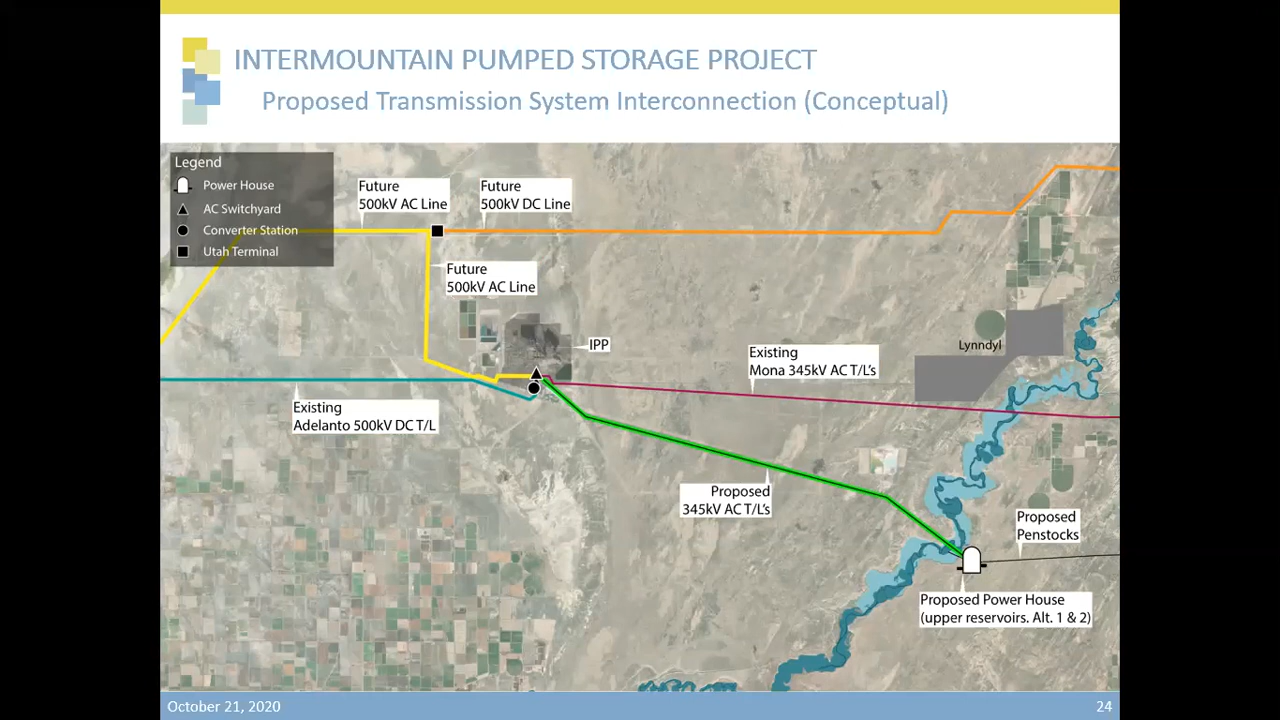 INTERMOUNTAIN PUMPED STORAGE PROJECT
Proposed Transmission System Interconnection (Conceptual)
Legend
Power House
AC Switchyard
Converter Station
Utah Terminal
Future
500kV AC Line
Future
500kV DC Line
Future
500kV AC Line
IPP
Lynndyl
Existing
Mona 345kV AC T/L's
Existing
Adelanto 500kV DC T/L
Proposed
345kV AC T/L's
Proposed
Penstocks
Proposed Power House
(upper reservoirs. Alt. 1 & 2)
October 21, 2020
24